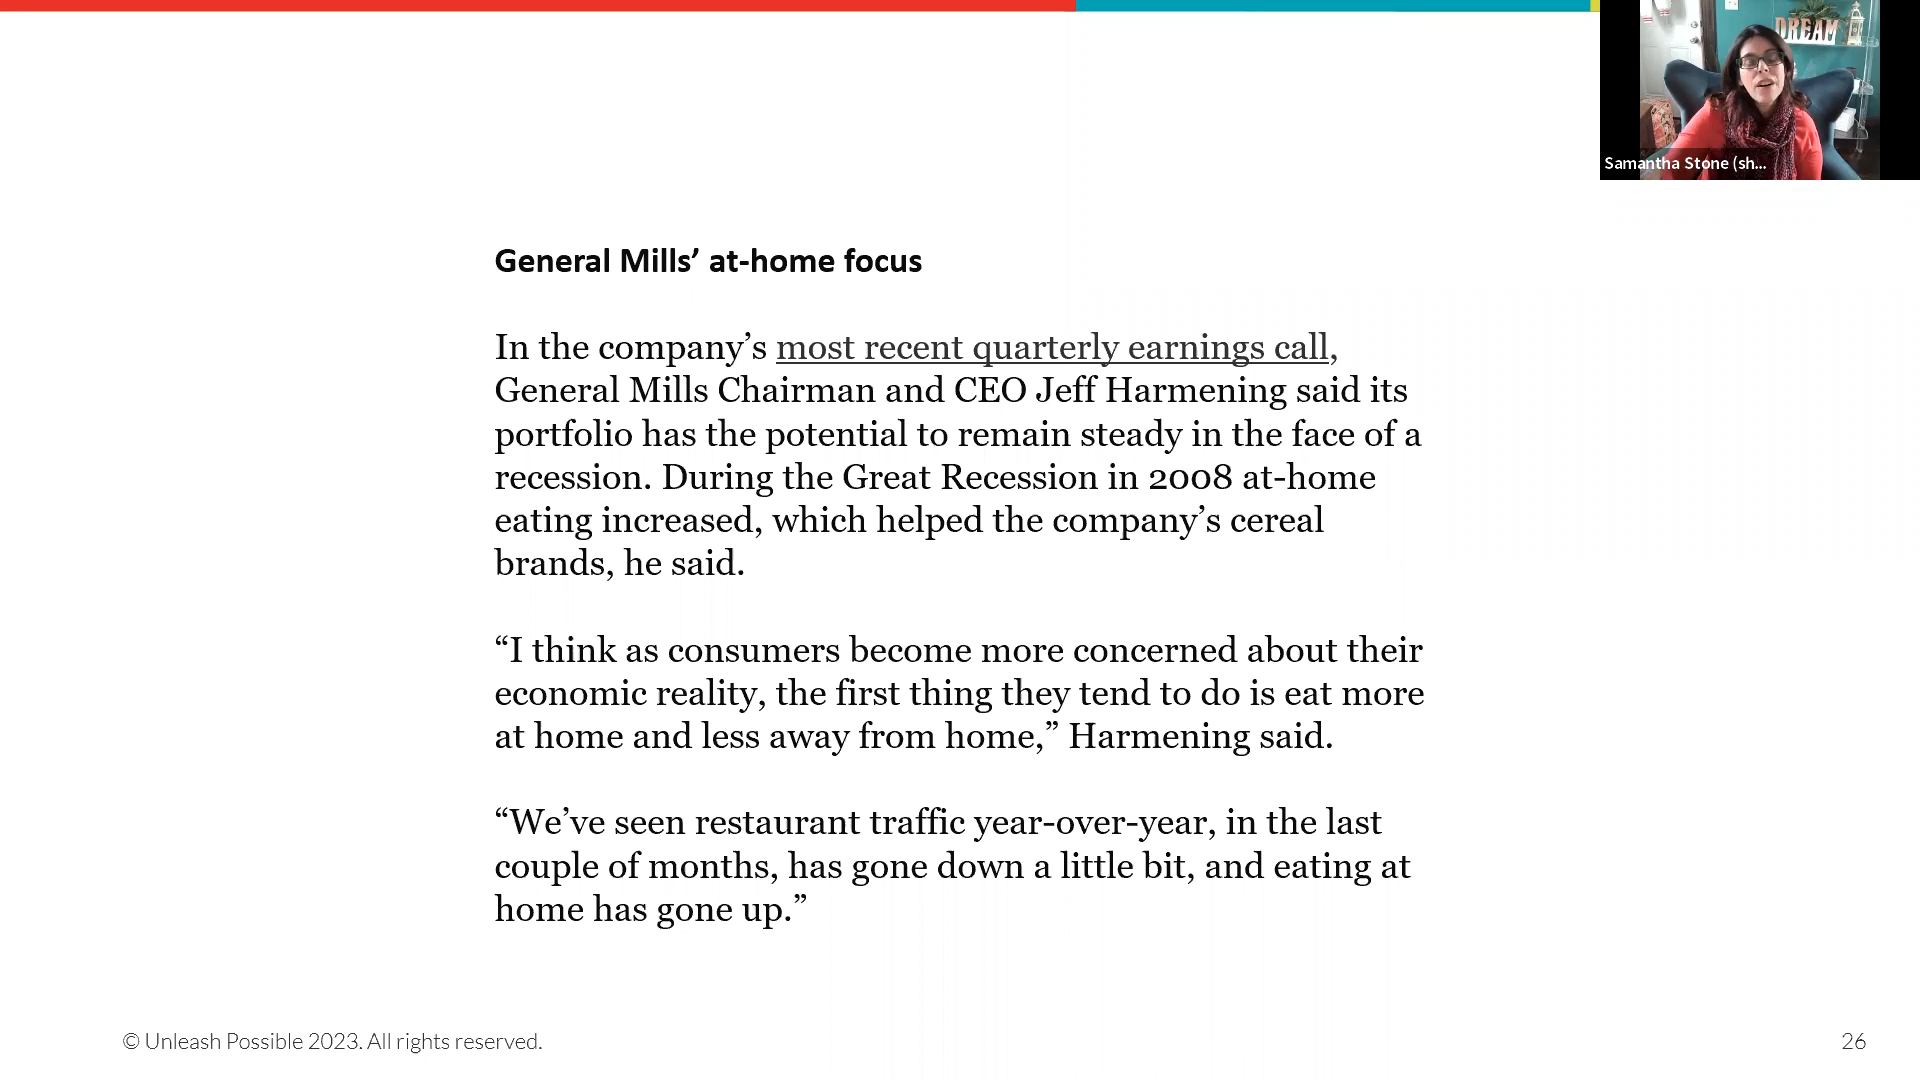 DREAM
Samantha Stone (sh...
General Mills’ at-home focus
In the company’s most recent quarterly earnings call,
General Mills Chairman and CEO Jeff Harmening said its
portfolio has the potential to remain steady in the face of a
recession. During the Great Recession in 2008 at-home
eating increased, which helped the company’s cereal
brands, he said.
“I think as consumers become more concerned about their
economic reality, the first thing they tend to do is eat more
at home and less away from home,” Harmening said.
“We’ve seen restaurant traffic year-over-year, in the last
couple of months, has gone down a little bit, and eating at
home has gone up.”
© Unleash Possible 2023. All rights reserved.
26